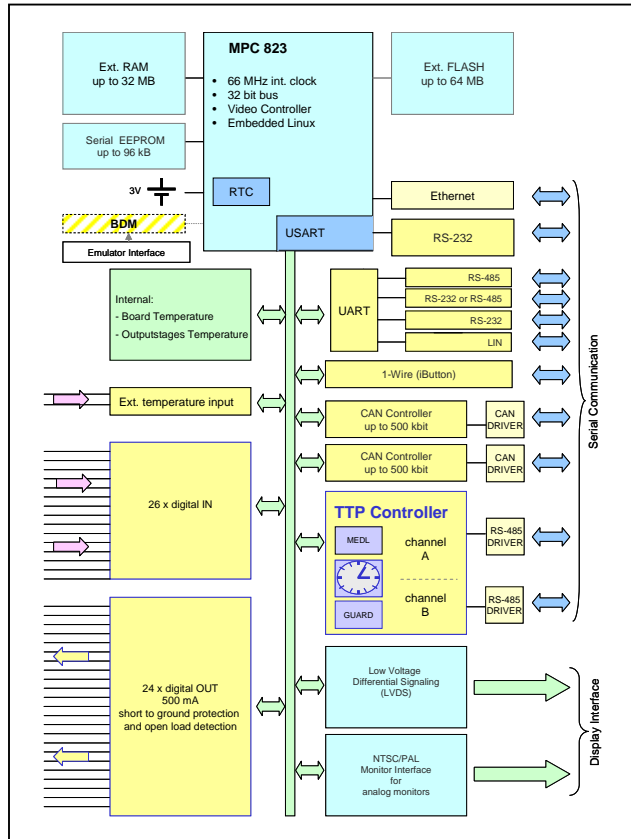 Ext. RAM
up to 32 MB
MPC 823
• 66 MHz int. clock
• 32 bit bus
• Video Controller
• Embedded Linux
Ext. FLASH
up to 64 MB
Serial EEPROM
up to 96 kB
3V
RTC
BDM
Emulator Interface
USART
Ethernet
RS-232
Internal:
- Board Temperature
- Outputstages Temperature
UART
RS-485
RS-232 or RS-485
RS-232
LIN
1-Wire (iButton)
Ext. temperature input
CAN Controller
up to 500 kbit
CAN
DRIVER
CAN Controller
up to 500 kbit
CAN
DRIVER
26 x digital IN
TTP Controller
MEDL
channel
A
GUARD
channel
B
RS-485
DRIVER
RS-485
DRIVER
Serial Communication
24 x digital OUT
500 mA
short to ground protection
and open load detection
Low Voltage
Differential Signaling
(LVDS)
NTSC/PAL
Monitor Interface
for
analog monitors
Display Interface